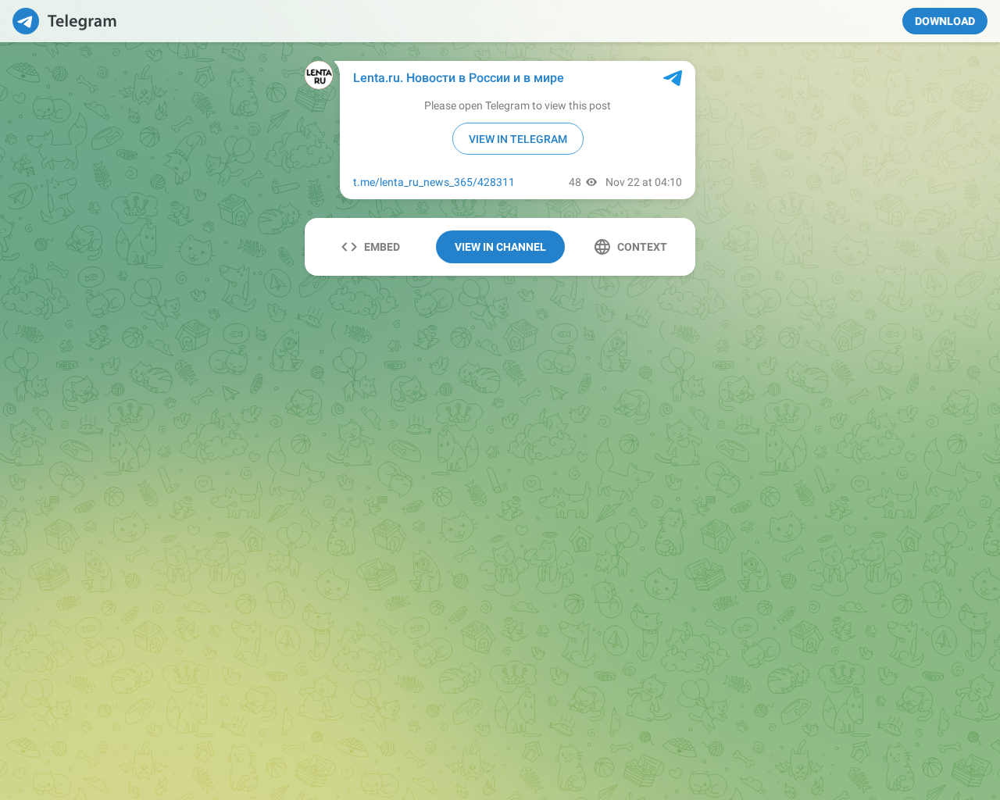 Telegram
DOWNLOAD
LENTA
RU
Lenta.ru. Новости в России и в мире
Please open Telegram to view this post
VIEW IN TELEGRAM
t.me/lenta_ru_news_365/428311
48 Nov 22 at 04:10
EMBED
VIEW IN CHANNEL
CONTEXT